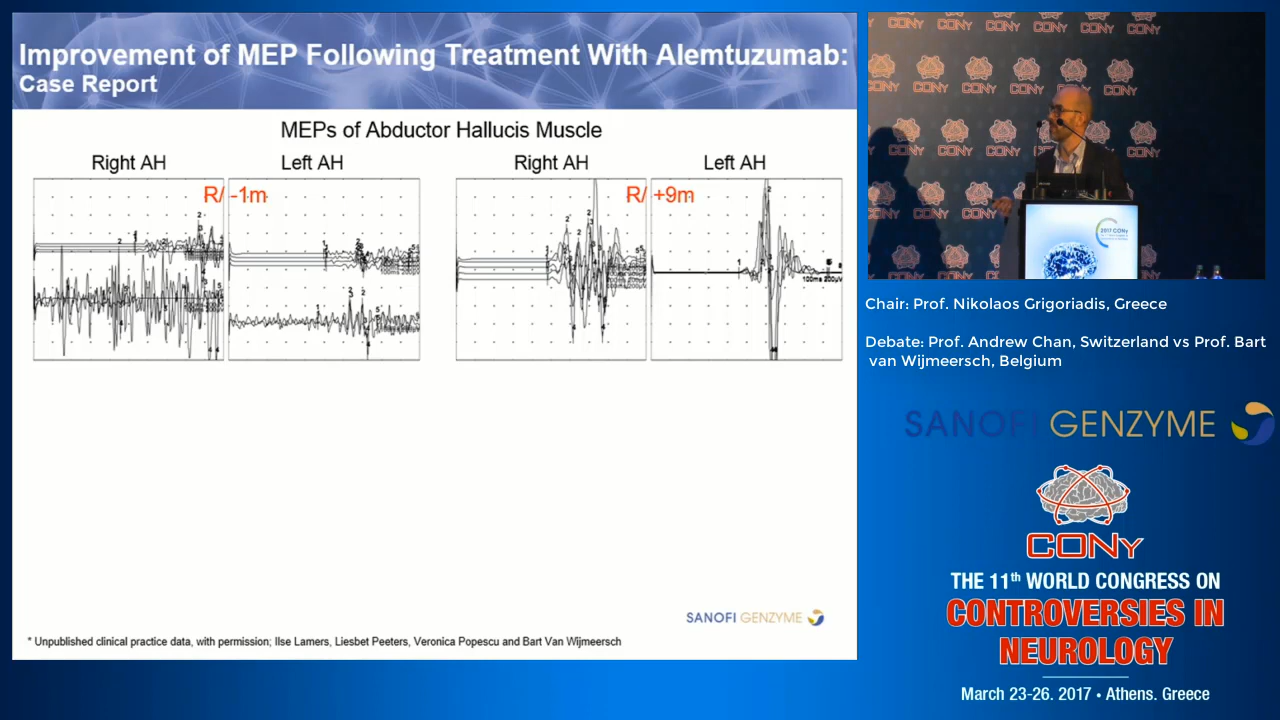 Improvement of MEP Following Treatment With Alemtuzumab:
Case Report
MEPs of Abductor Hallucis Muscle
Right AH
Left AH
Right AH
Left AH
R/ -1m
R/ +9m
SANOFI GENZYME
* Unpublished clinical practice data, with permission; Ilse Lamers, Liesbet Peeters, Veronica Popescu and Bart Van Wijmeersch
2017 CONy
Chair: Prof. Nikolaos Grigoriadis, Greece
Debate: Prof. Andrew Chan, Switzerland vs Prof. Bart
van Wijmeersch, Belgium
SANOFI GENZYME
CONy
THE 11th WORLD CONGRESS ON
CONTROVERSIES IN
NEUROLOGY
March 23-26. 2017 • Athens. Greece